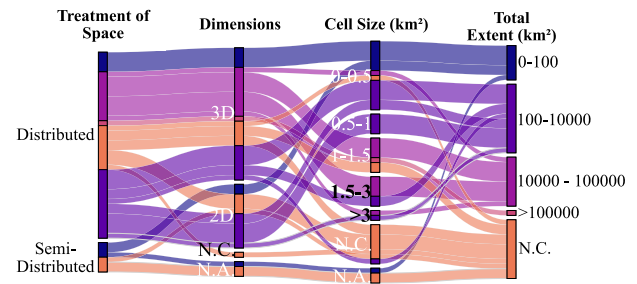 Treatment of
Space
Dimensions
Cell Size (km²)
Total
Extent (km²)
Distributed
Semi-
Distributed
3D
2D
N.C.
N.A.
0-0.5
0.5-1
1-1.5
1.5-3
>3
N.C.
N.A.
0-100
100-10000
10000 - 100000
>100000
N.C.